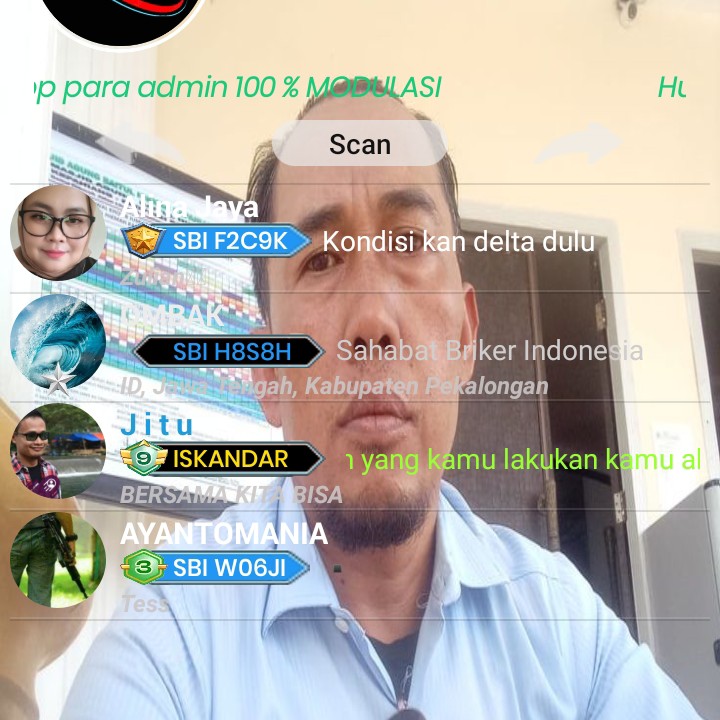 pp para admin 100 % MODULASI
Hu
Scan
Alina Jaya
SBI F2C9K
Kondisi kan delta dulu
OMBAK
SBI H8S8H
Sahabat Briker Indonesia
ID, Jawa Tengah, Kabupaten Pekalongan
Jitu
9
ISKANDAR
n yang kamu lakukan kamu al
BERSAMA KITA BISA
AYANTOMANIA
3
SBI W06JI
Tess